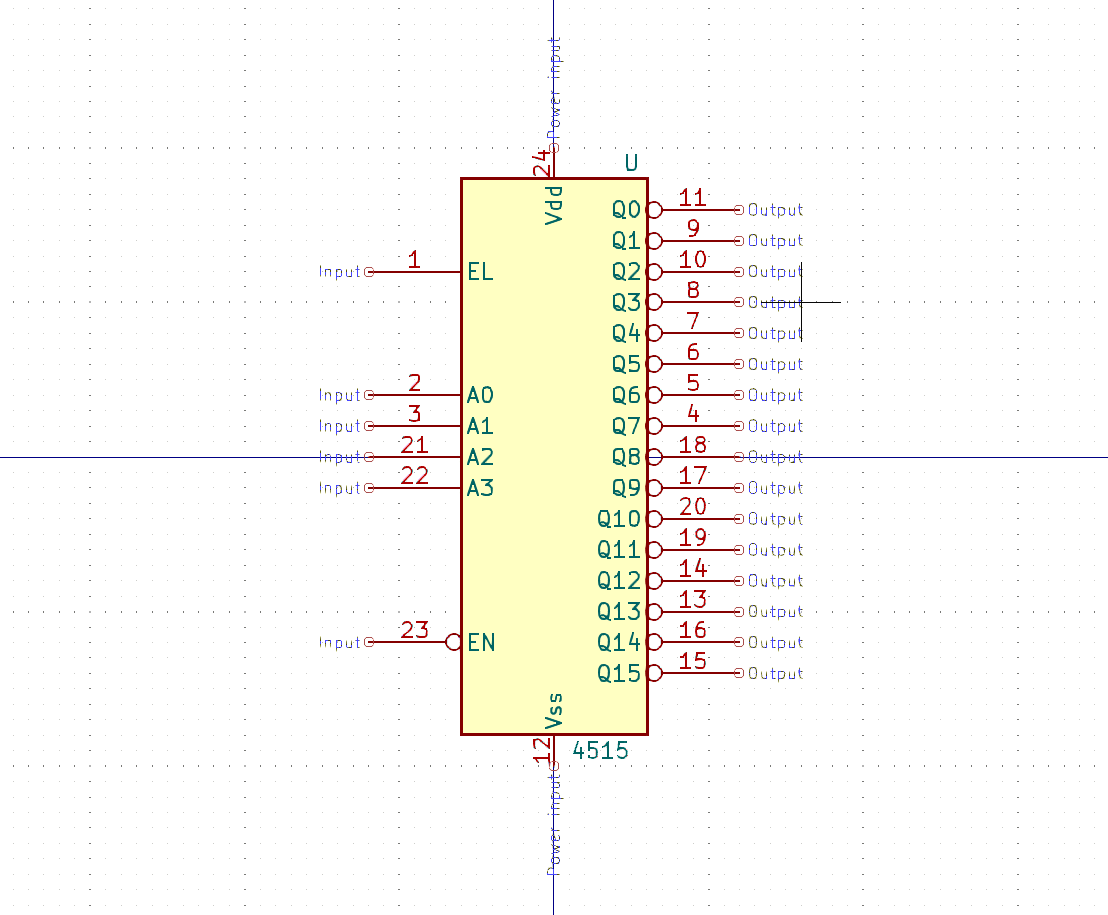 Power input
24
U
Vdd
Q0 11 Output
Q1 9 Output
Input 1 EL Q2 10 Output
Q3 8 Output
Q4 7 Output
Q5 6 Output
Input 2 A0 Q6 5 Output
Input 3 A1 Q7 4 Output
Input 21 A2 Q8 18 Output
Input 22 A3 Q9 17 Output
Q10 20 Output
Q11 19 Output
Q12 14 Output
Q13 13 Output
Input 23 EN Q14 16 Output
Q15 15 Output
Vss
12
4515
Power input